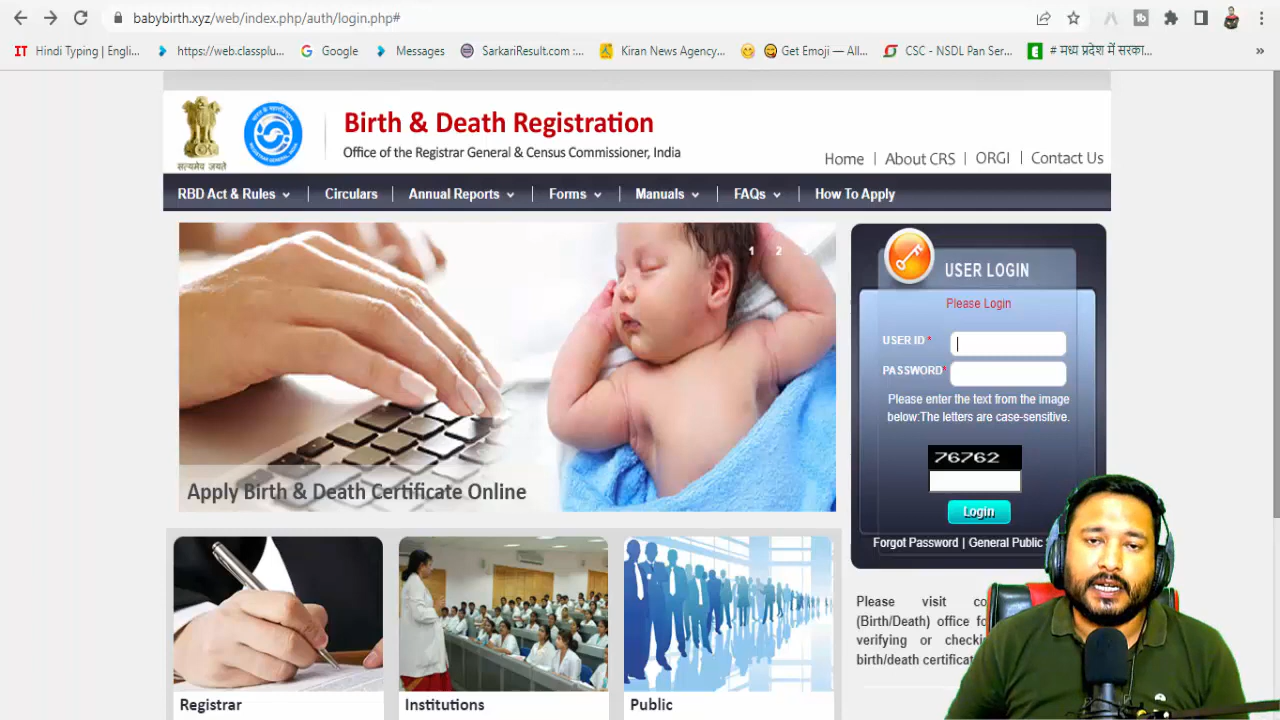 babybirth.xyz/web/index.php/auth/login.php#
IT Hindi Typing | Engli... https://web.classplu... Google Messages SarkariResult.com :... Kiran News Agency... Get Emoji — All... CSC - NSDL Pan Ser... # मध्य प्रदेश में सरका... »
Birth & Death Registration
Office of the Registrar General & Census Commissioner, India
सत्यमेव जयते
Home | About CRS | ORGI | Contact Us
RBD Act & Rules | Circulars | Annual Reports | Forms | Manuals | FAQs | How To Apply
1 2
USER LOGIN
Please Login
USER ID *
PASSWORD*
Please enter the text from the image
below:The letters are case-sensitive.
76762
Login
Forgot Password | General Public
Apply Birth & Death Certificate Online
Please visit
(Birth/Death) office
verifying or
birth/death
Registrar
Institutions
Public